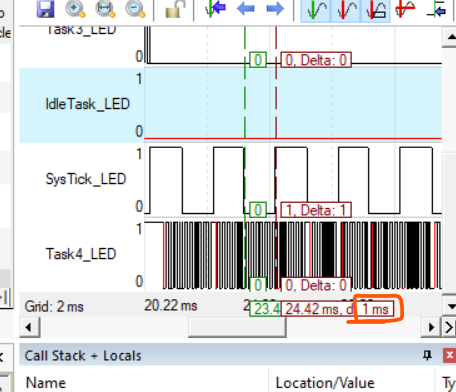 Task3_LED
0
0
0, Delta: 0
1
IdleTask_LED
0
1
SysTick_LED
0
0
1, Delta: 1
1
Task4_LED
0
0
0, Delta: 0
Grid: 2 ms
20.22 ms
23.4
24.42 ms, d
1 ms
Call Stack + Locals
Name
Location/Value
Ty